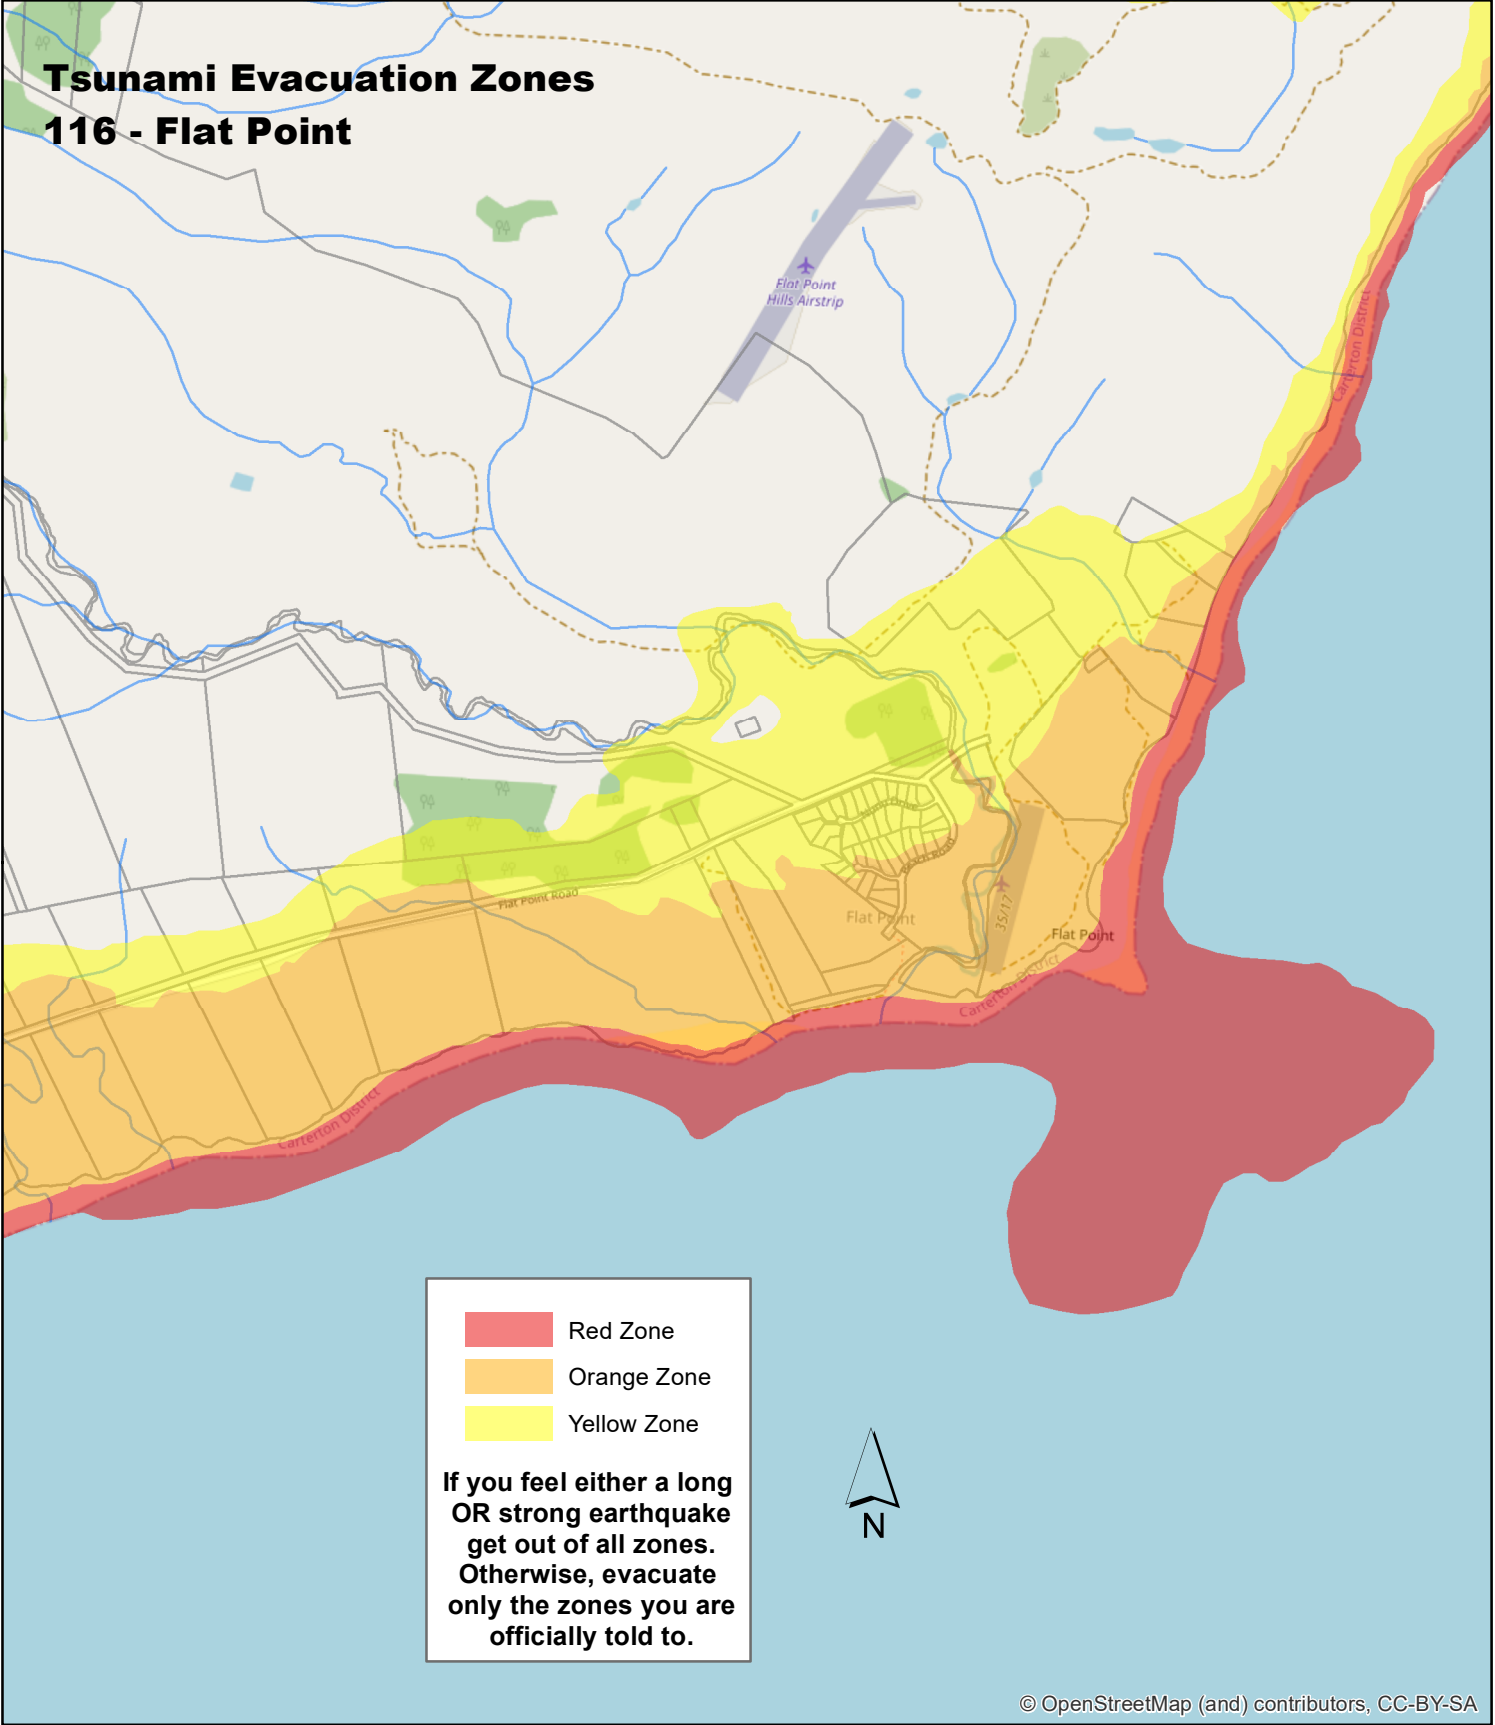 Tsunami Evacuation Zones
116 - Flat Point
Flat Point
Hills Airstrip
Carterton District
Beach Road
Flat Point Road
Flat Point
35/17
Flat Point
Carterton District
Carterton District
Red Zone
Orange Zone
Yellow Zone
If you feel either a long
OR strong earthquake
get out of all zones.
Otherwise, evacuate
only the zones you are
officially told to.
N
© OpenStreetMap (and) contributors, CC-BY-SA